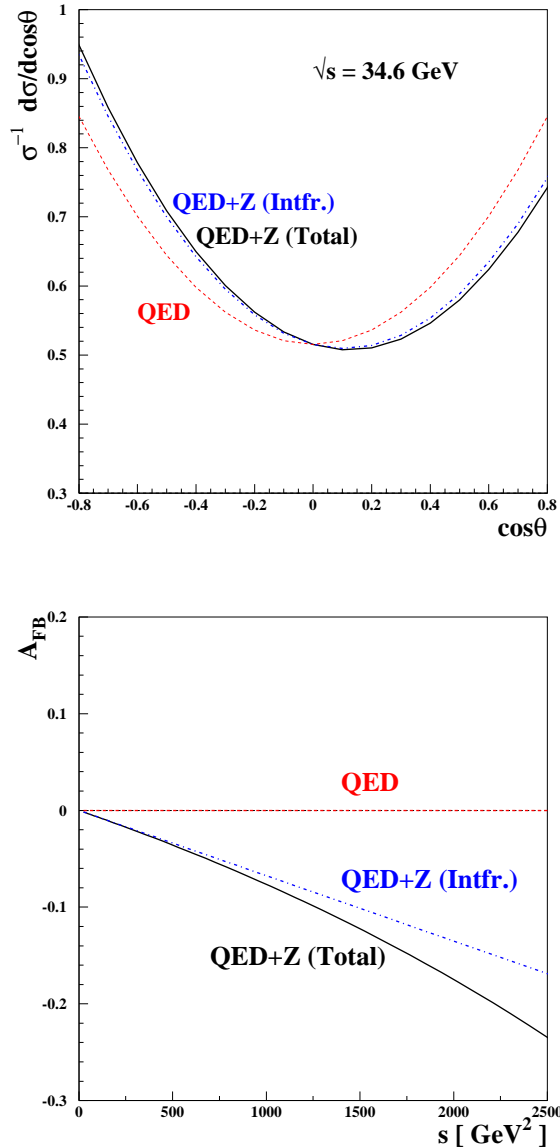 1
0.9
0.8
0.7
0.6
0.5
0.4
0.3
σ⁻¹ dσ/dcosθ
√s = 34.6 GeV
QED+Z (Intfr.)
QED+Z (Total)
QED
-0.8 -0.6 -0.4 -0.2 0 0.2 0.4 0.6 0.8
cosθ
0.2
0.1
0
-0.1
-0.2
-0.3
A_FB
QED
QED+Z (Intfr.)
QED+Z (Total)
0 500 1000 1500 2000 2500
s [ GeV² ]